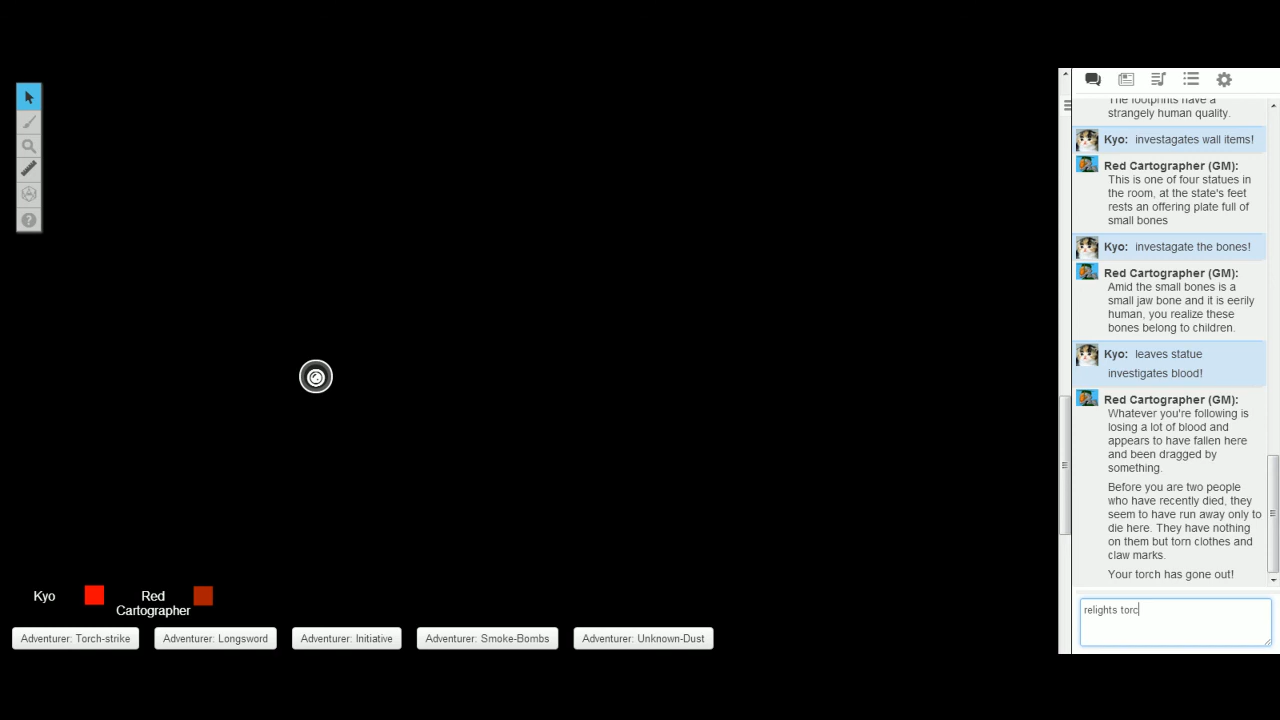 The footprints have a
strangely human quality.
Kyo: investagates wall items!
Red Cartographer (GM):
This is one of four statues in
the room, at the state's feet
rests an offering plate full of
small bones
Kyo: investagate the bones!
Red Cartographer (GM):
Amid the small bones is a
small jaw bone and it is eerily
human, you realize these
bones belong to children.
Kyo: leaves statue
investigates blood!
Red Cartographer (GM):
Whatever you're following is
losing a lot of blood and
appears to have fallen here
and been dragged by
something.
Before you are two people
who have recently died, they
seem to have run away only to
die here. They have nothing
on them but torn clothes and
claw marks.
Your torch has gone out!
relights torc
Kyo
Red
Cartographer
Adventurer: Torch-strike
Adventurer: Longsword
Adventurer: Initiative
Adventurer: Smoke-Bombs
Adventurer: Unknown-Dust